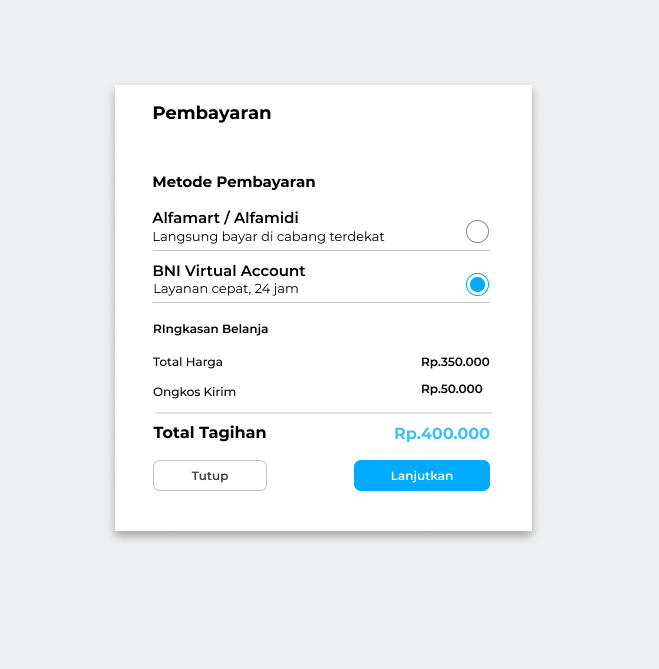 Pembayaran
Metode Pembayaran
Alfamart / Alfamidi
Langsung bayar di cabang terdekat
BNI Virtual Account
Layanan cepat, 24 jam
RIngkasan Belanja
Total Harga Rp.350.000
Ongkos Kirim Rp.50.000
Total Tagihan Rp.400.000
Tutup Lanjutkan